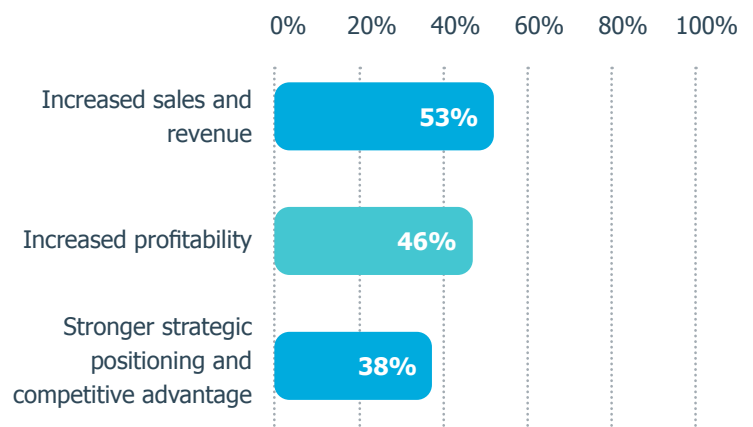 0% 20% 40% 60% 80% 100%
Increased sales and
revenue
53%
Increased profitability
46%
Stronger strategic
positioning and
competitive advantage
38%